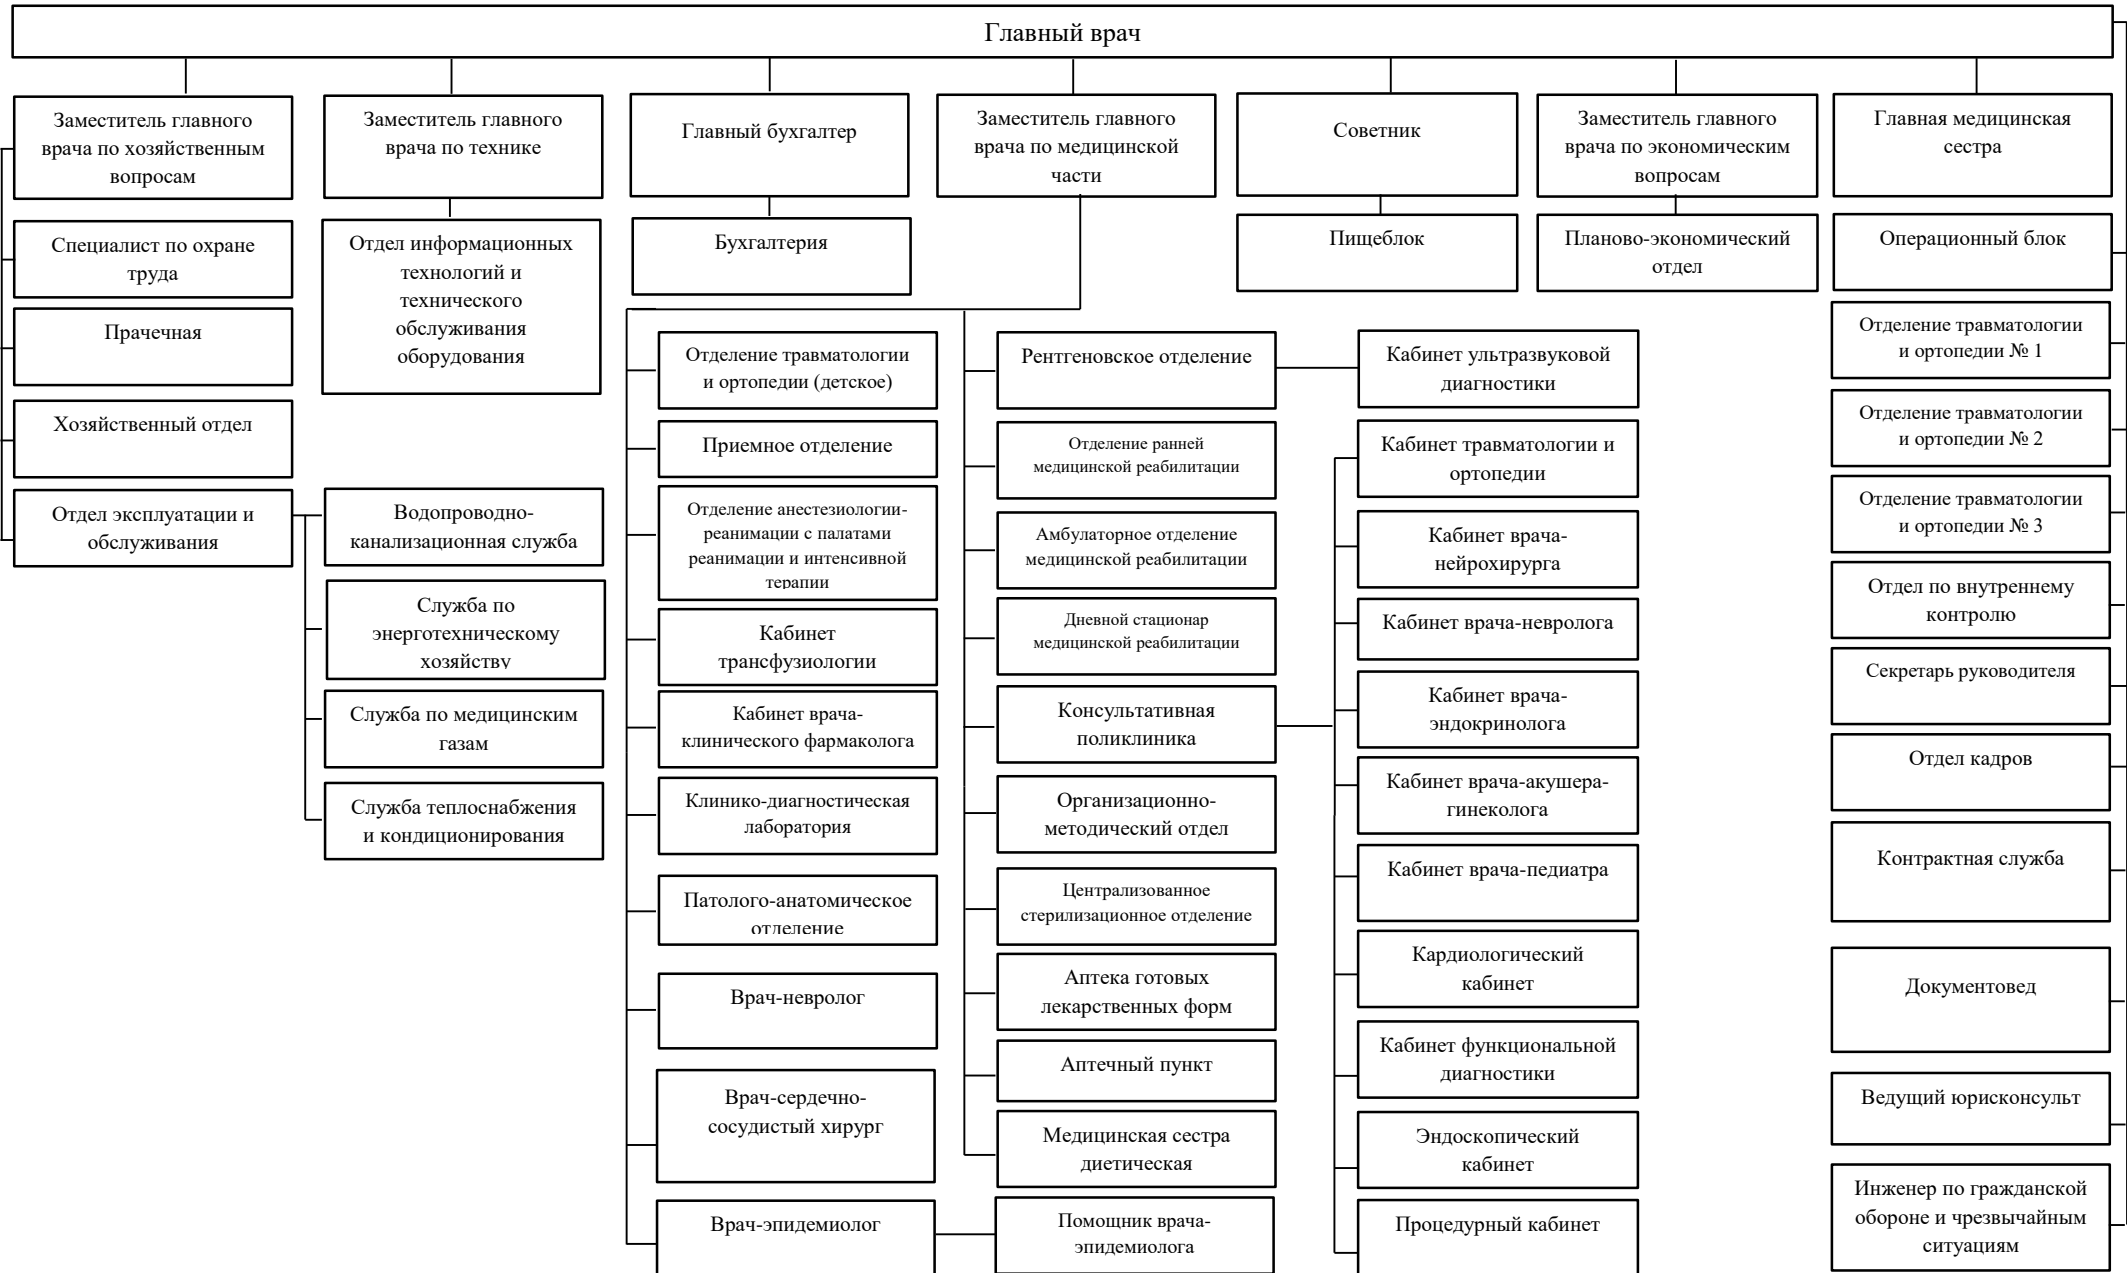 Главный врач
Заместитель главного
врача по хозяйственным
вопросам
Заместитель главного
врача по технике
Главный бухгалтер
Заместитель главного
врача по медицинской
части
Советник
Заместитель главного
врача по экономическим
вопросам
Главная медицинская
сестра
Специалист по охране
труда
Прачечная
Хозяйственный отдел
Отдел эксплуатации и
обслуживания
Отдел информационных
технологий и
технического
обслуживания
оборудования
Водопроводно-
канализационная служба
Служба по
энерготехническому
хозяйству
Служба по медицинским
газам
Служба теплоснабжения
и кондиционирования
Бухгалтерия
Отделение травматологии
и ортопедии (детское)
Приемное отделение
Отделение анестезиологии-
реанимации с палатами
реанимации и интенсивной
терапии
Кабинет
трансфузиологии
Кабинет врача-
клинического фармаколога
Клинико-диагностическая
лаборатория
Патолого-анатомическое
отделение
Врач-невролог
Врач-сердечно-
сосудистый хирург
Врач-эпидемиолог
Рентгеновское отделение
Отделение ранней
медицинской реабилитации
Амбулаторное отделение
медицинской реабилитации
Дневной стационар
медицинской реабилитации
Консультативная
поликлиника
Организационно-
методический отдел
Централизованное
стерилизационное отделение
Аптека готовых
лекарственных форм
Аптечный пункт
Медицинская сестра
диетическая
Помощник врача-
эпидемиолога
Пищеблок
Планово-экономический
отдел
Кабинет ультразвуковой
диагностики
Кабинет травматологии и
ортопедии
Кабинет врача-
нейрохирурга
Кабинет врача-невролога
Кабинет врача-
эндокринолога
Кабинет врача-акушера-
гинеколога
Кабинет врача-педиатра
Кардиологический
кабинет
Кабинет функциональной
диагностики
Эндоскопический
кабинет
Процедурный кабинет
Операционный блок
Отделение травматологии
и ортопедии № 1
Отделение травматологии
и ортопедии № 2
Отделение травматологии
и ортопедии № 3
Отдел по внутреннему
контролю
Секретарь руководителя
Отдел кадров
Контрактная служба
Документовед
Ведущий юрисконсульт
Инженер по гражданской
обороне и чрезвычайным
ситуациям